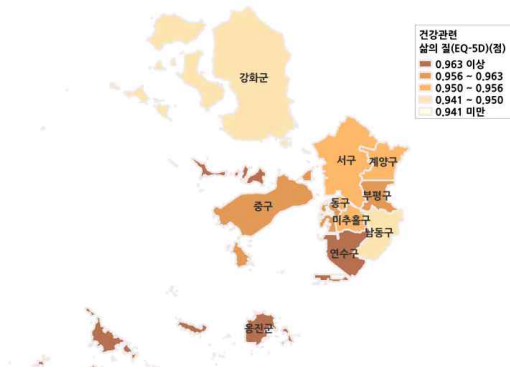 건강관련
삶의 질(EQ-5D)(점)
0.963 이상
0.956 ~ 0.963
0.950 ~ 0.956
0.941 ~ 0.950
0.941 미만
강화군
서구
계양구
부평구
동구
중구
미추홀구
남동구
연수구
옹진군